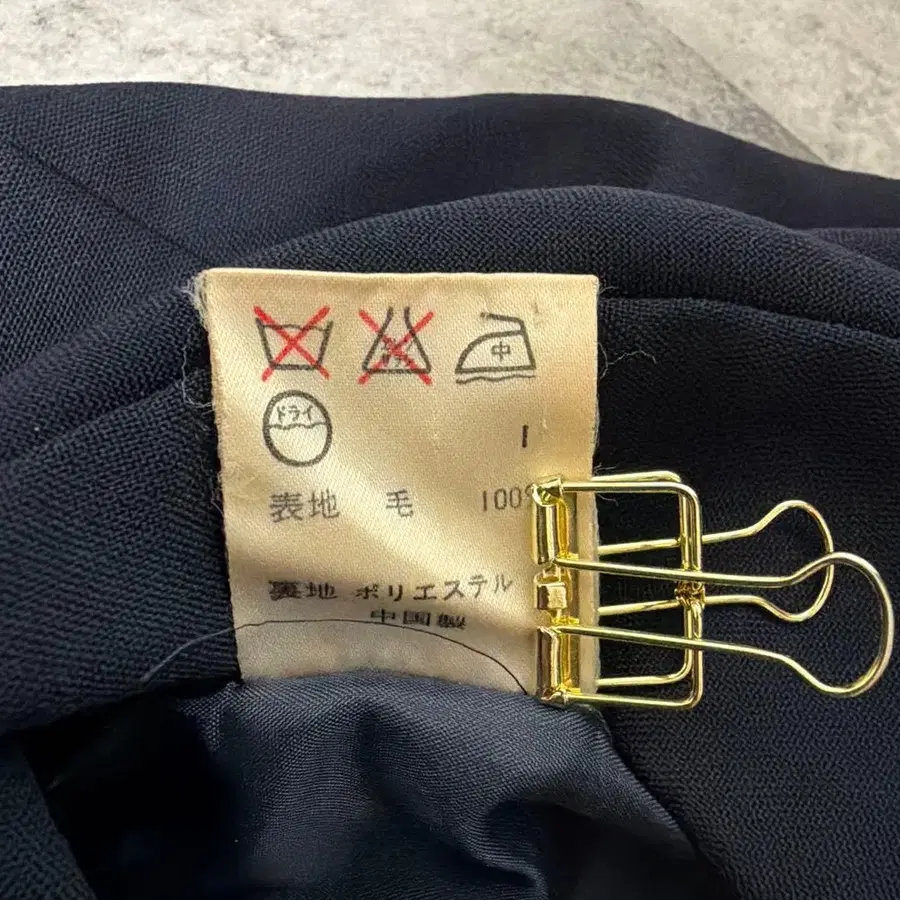 中
ドライ
I
表地 毛 100%
裏地 ポリエステル
中国製